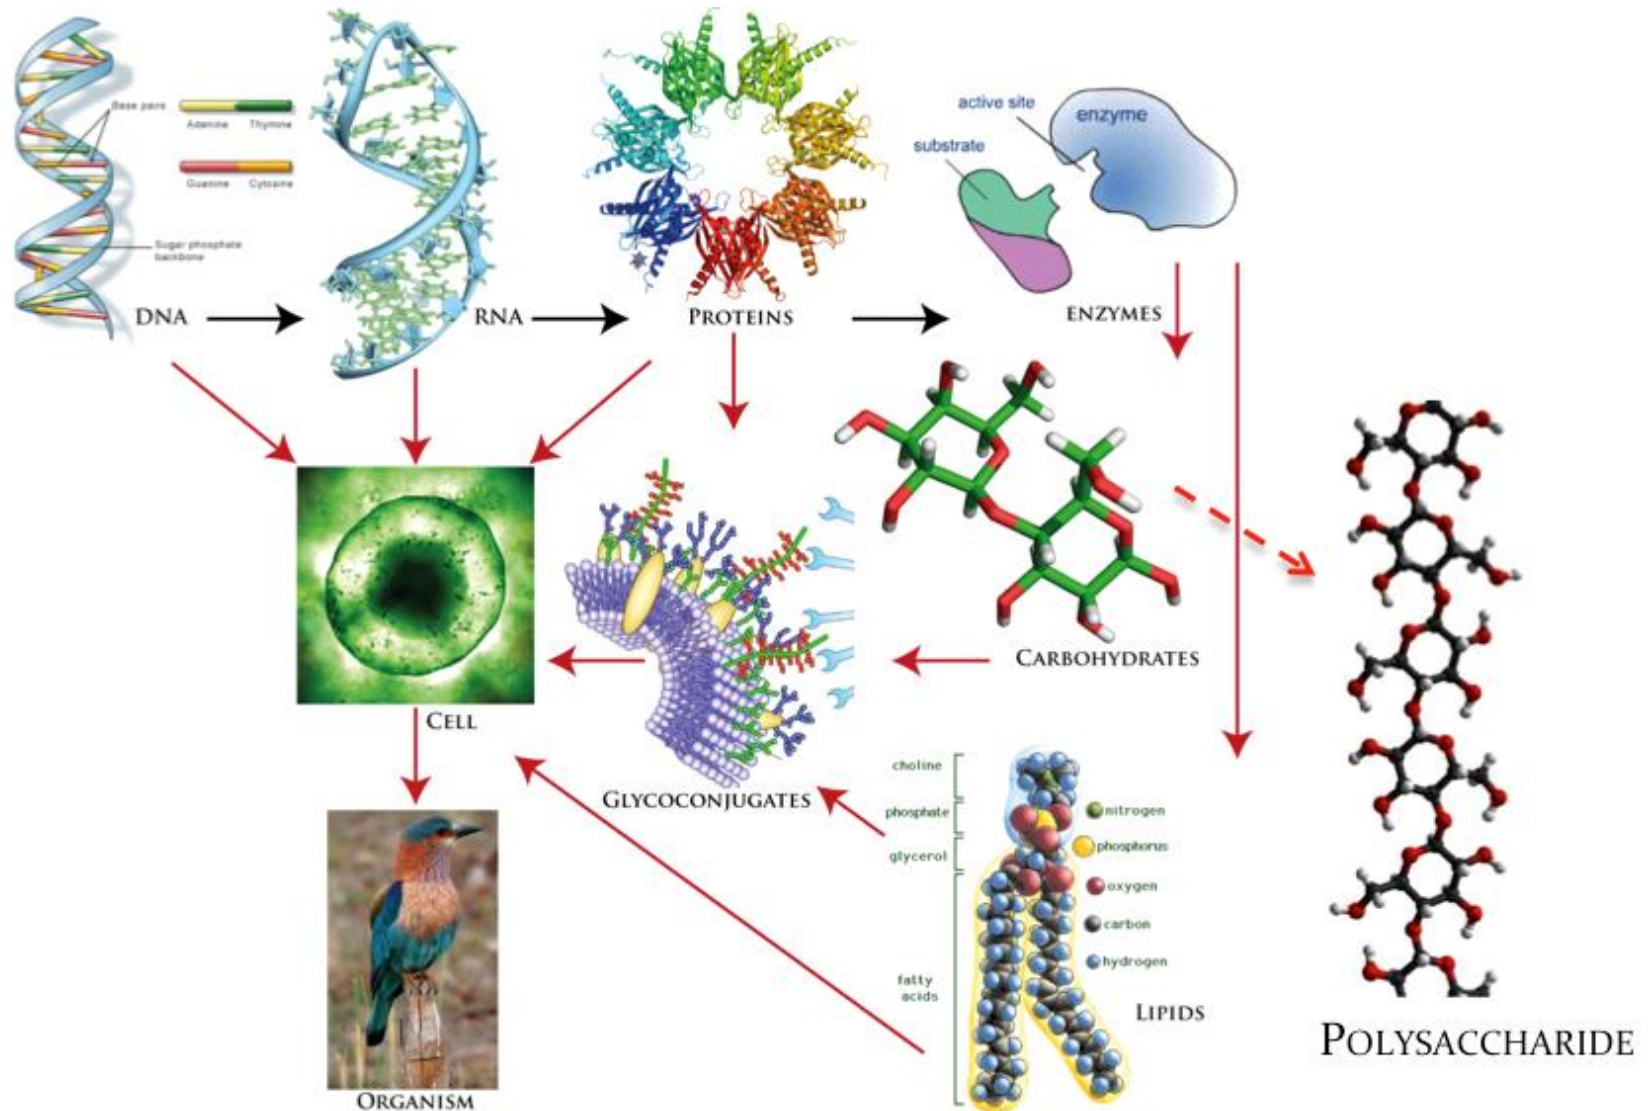 Base pairs
Adenine Thymine
Guanine Cytosine
Sugar phosphate
backbone
DNA
RNA
PROTEINS
active site
enzyme
substrate
ENZYMES
CELL
GLYCOCONJUGATES
CARBOHYDRATES
choline
phosphate
glycerol
fatty
acids
nitrogen
phosphorus
oxygen
carbon
hydrogen
LIPIDS
POLYSACCHARIDE
ORGANISM